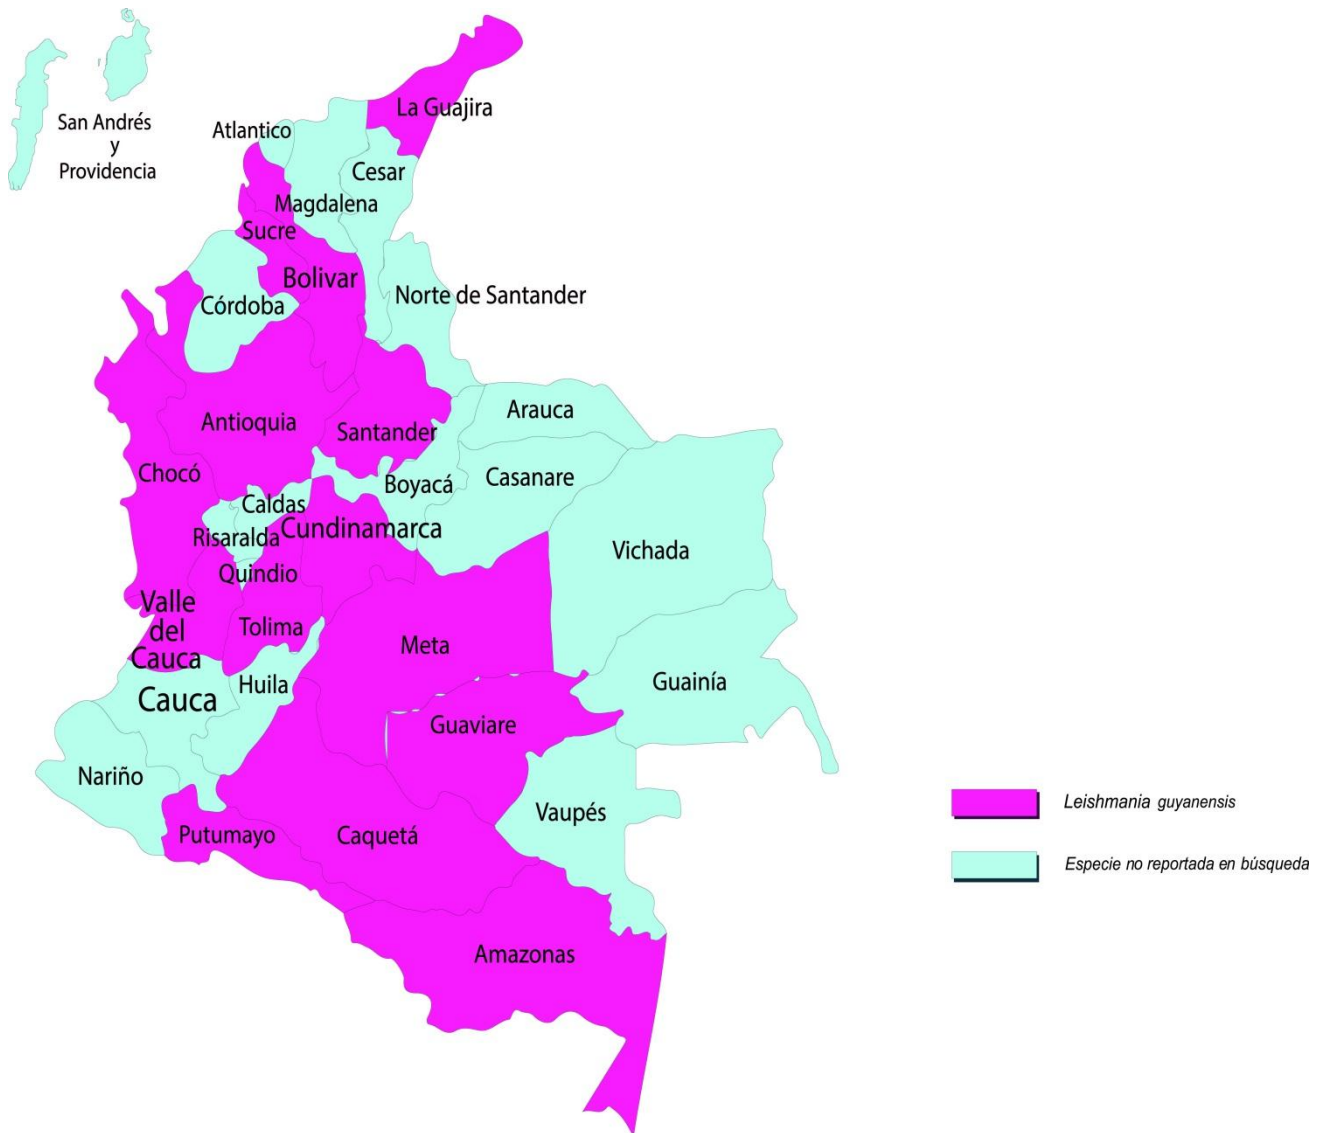 San Andrés
y
Providencia
La Guajira
Atlantico
Cesar
Magdalena
Sucre
Bolivar
Norte de Santander
Córdoba
Arauca
Antioquia
Santander
Chocó
Boyacá
Casanare
Caldas
Cundinamarca
Risaralda
Vichada
Quindio
Valle
del
Cauca
Tolima
Meta
Huila
Guainía
Cauca
Guaviare
Nariño
Vaupés
Putumayo
Caquetá
Amazonas
Leishmania guyanensis
Especie no reportada en búsqueda